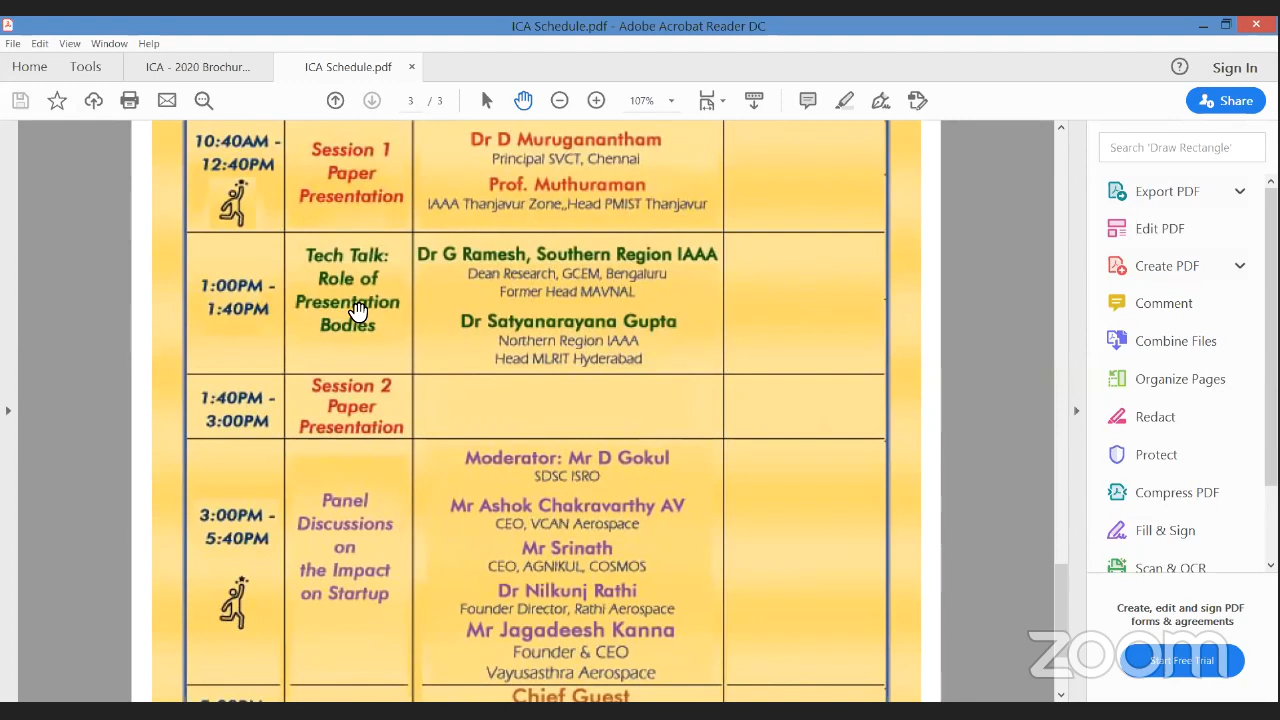 ICA Schedule.pdf - Adobe Acrobat Reader DC
File Edit View Window Help
Home Tools ICA - 2020 Brochur... ICA Schedule.pdf × Sign In
3 / 3 107% Share
10:40AM -
12:40PM
Session 1
Paper
Presentation
Dr D Muruganantham
Principal SVCT, Chennai
Prof. Muthuraman
IAAA Thanjavur Zone,,Head PMIST Thanjavur
1:00PM -
1:40PM
Tech Talk:
Role of
Presentation
Bodies
Dr G Ramesh, Southern Region IAAA
Dean Research, GCEM, Bengaluru
Former Head MAVNAL
Dr Satyanarayana Gupta
Northern Region IAAA
Head MLRIT Hyderabad
1:40PM -
3:00PM
Session 2
Paper
Presentation
3:00PM -
5:40PM
Panel
Discussions
on
the Impact
on Startup
Moderator: Mr D Gokul
SDSC ISRO
Mr Ashok Chakravarthy AV
CEO, VCAN Aerospace
Mr Srinath
CEO, AGNIKUL, COSMOS
Dr Nilkunj Rathi
Founder Director, Rathi Aerospace
Mr Jagadeesh Kanna
Founder & CEO
Vayusasthra Aerospace
Chief Guest
Search 'Draw Rectangle'
Export PDF
Edit PDF
Create PDF
Comment
Combine Files
Organize Pages
Redact
Protect
Compress PDF
Fill & Sign
Scan & OCR
Create, edit and sign PDF
forms & agreements
Start Free Trial
zoom